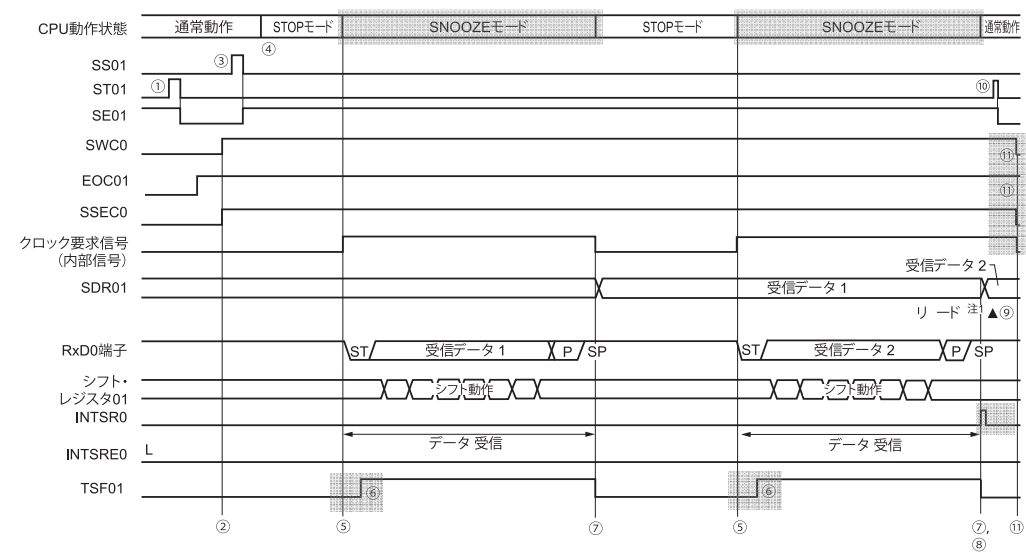 CPU動作状態 通常動作 STOPモード SNOOZEモード STOPモード SNOOZEモード 通常動作
④
SS01 ③
ST01 ① ⑩
SE01
SWC0 ⑪
EOC01 ⑪
SSEC0
クロック要求信号
(内部信号)
受信データ 2
SDR01 受信データ 1
リード 注1 ▲⑨
RxD0端子 ST 受信データ 1 P SP ST 受信データ 2 P SP
シフト・
レジスタ01 シフト動作 シフト動作
INTSR0
データ 受信 データ 受信
INTSRE0 L
TSF01 ⑥ ⑥
② ⑤ ⑦ ⑤ ⑦, ⑪
⑧